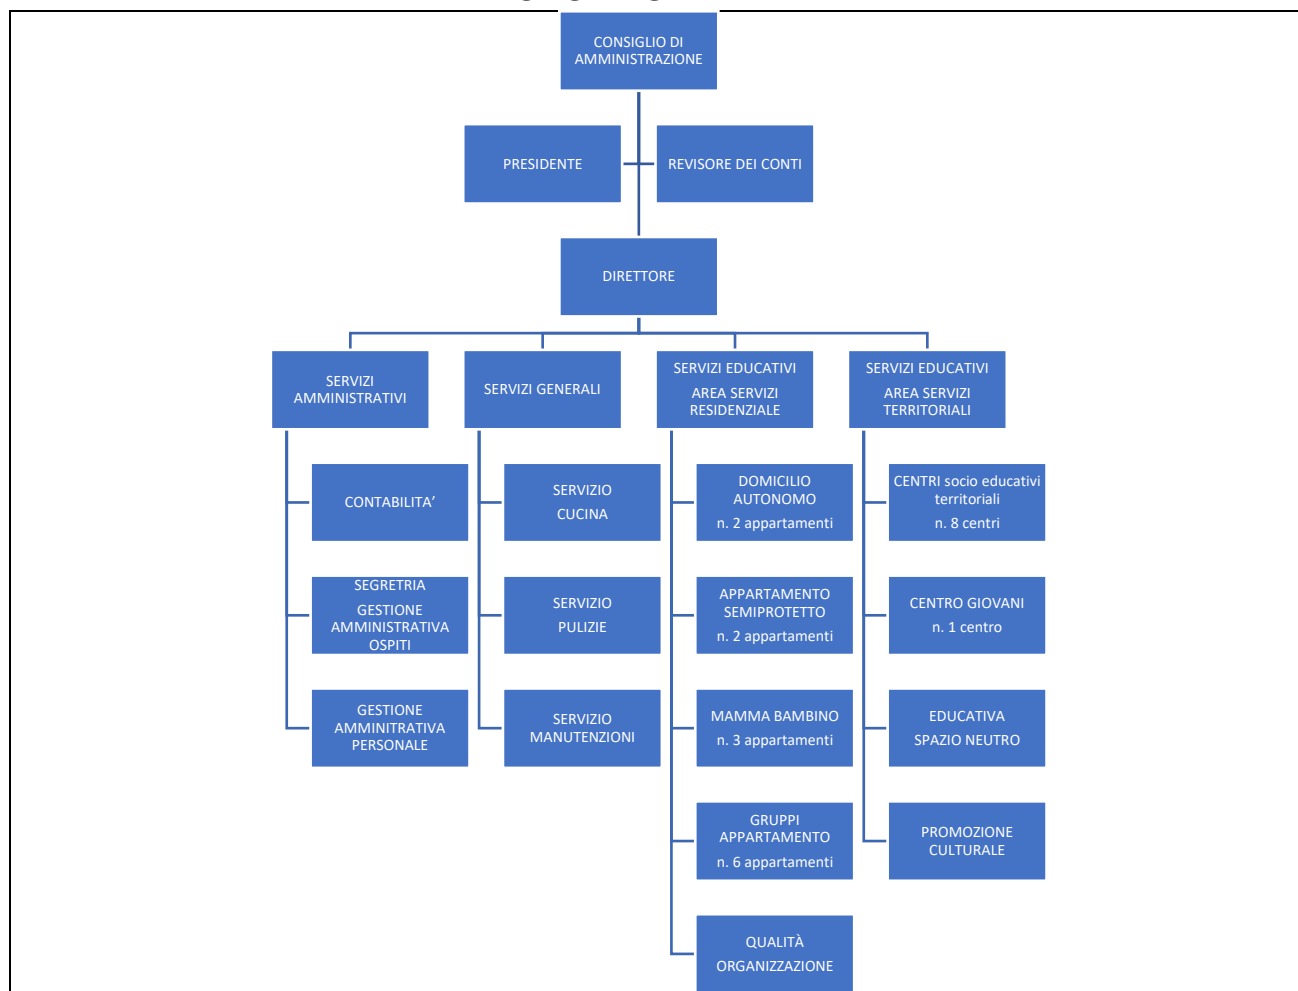 CONSIGLIO DI
AMMINISTRAZIONE
PRESIDENTE
REVISORE DEI CONTI
DIRETTORE
SERVIZI
AMMINISTRATIVI
CONTABILITA’
SEGRETRIA
GESTIONE
AMMINISTRATIVA
OSPITI
GESTIONE
AMMINITRATIVA
PERSONALE
SERVIZI GENERALI
SERVIZIO
CUCINA
SERVIZIO
PULIZIE
SERVIZIO
MANUTENZIONI
SERVIZI EDUCATIVI
AREA SERVIZI
RESIDENZIALE
DOMICILIO
AUTONOMO
n. 2 appartamenti
APPARTAMENTO
SEMIPROTETTO
n. 2 appartamenti
MAMMA BAMBINO
n. 3 appartamenti
GRUPPI
APPARTAMENTO
n. 6 appartamenti
QUALITÀ
ORGANIZZAZIONE
SERVIZI EDUCATIVI
AREA SERVIZI
TERRITORIALI
CENTRI socio educativi
territoriali
n. 8 centri
CENTRO GIOVANI
n. 1 centro
EDUCATIVA
SPAZIO NEUTRO
PROMOZIONE
CULTURALE